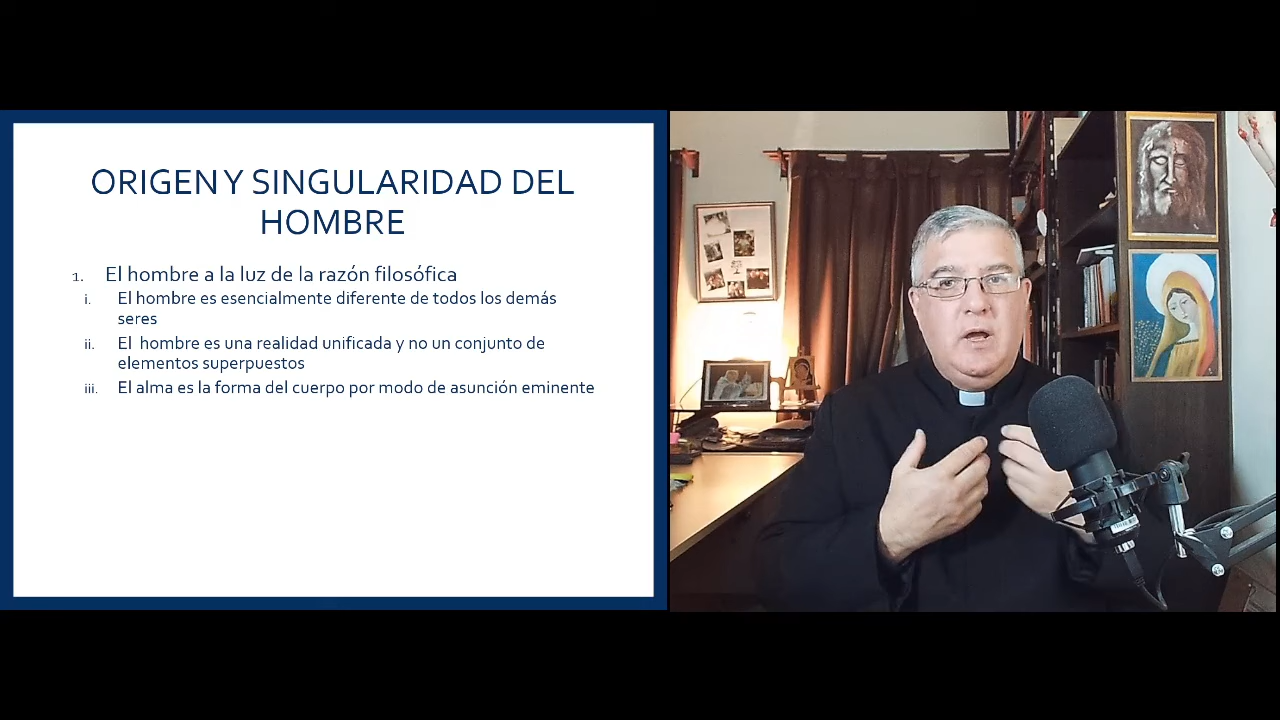 ORIGEN Y SINGULARIDAD DEL
HOMBRE
1. El hombre a la luz de la razón filosófica
i. El hombre es esencialmente diferente de todos los demás
seres
ii. El hombre es una realidad unificada y no un conjunto de
elementos superpuestos
iii. El alma es la forma del cuerpo por modo de asunción eminente